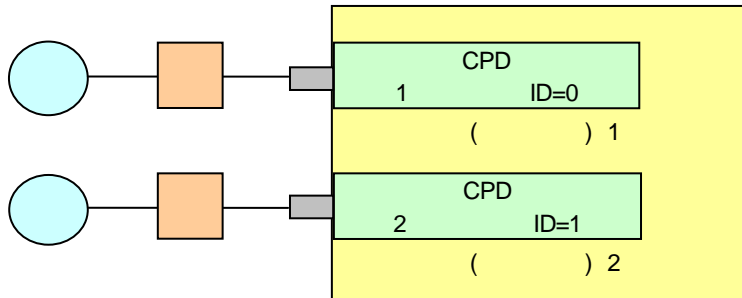 CPD
1 ID=0
( ) 1
CPD
2 ID=1
( ) 2